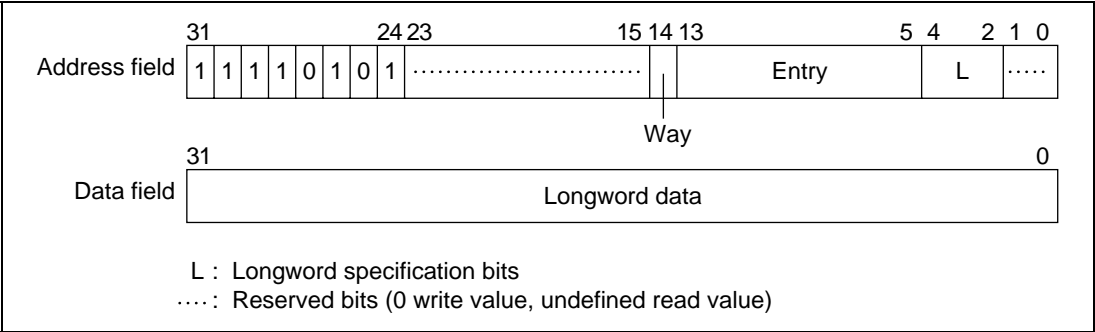 31 24 23 15 14 13 5 4 2 1 0
Address field 1 1 1 1 0 1 0 1 ............................ Entry L .....
Way
31 0
Data field Longword data
L : Longword specification bits
.... : Reserved bits (0 write value, undefined read value)